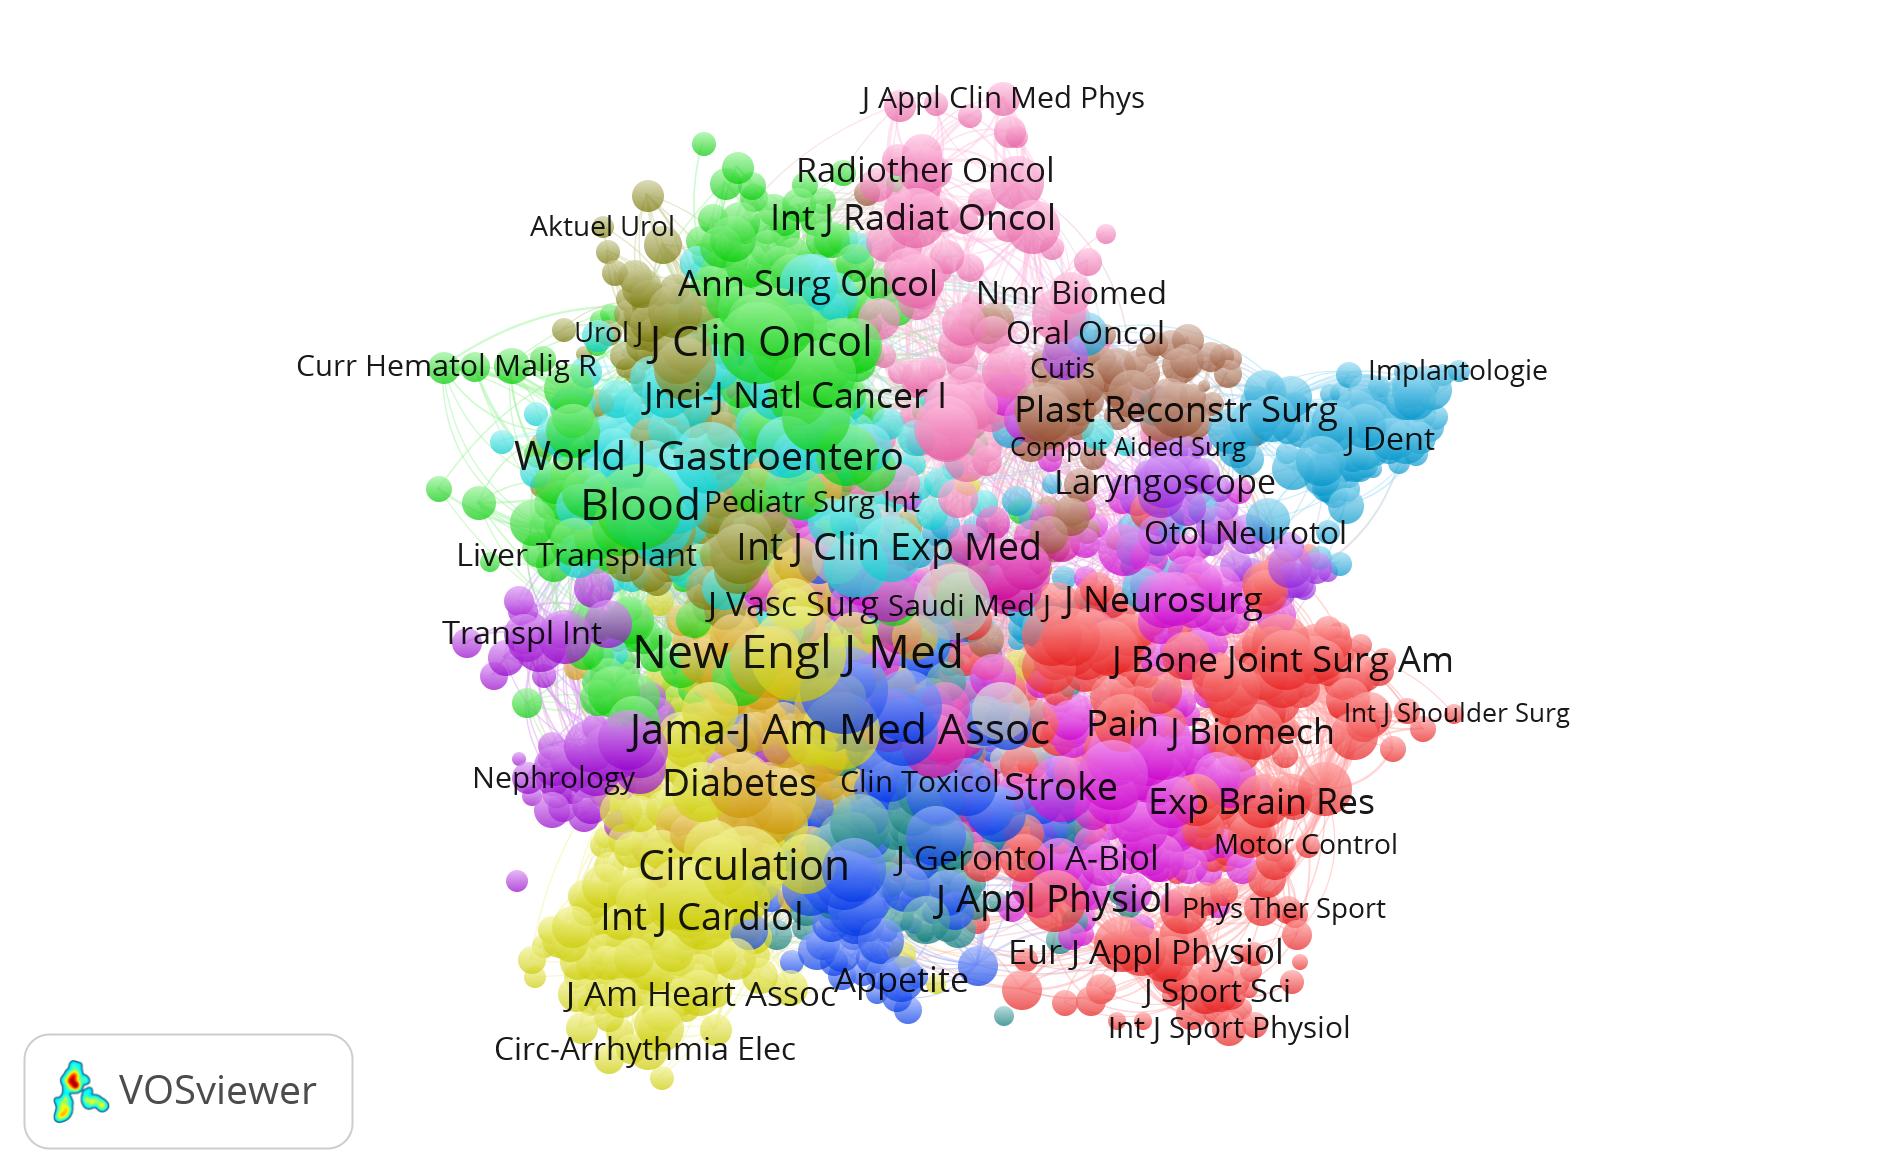 J Appl Clin Med Phys
Radiother Oncol
Int J Radiat Oncol
Aktuel Urol
Ann Surg Oncol
Nmr Biomed
Urol J
J Clin Oncol
Oral Oncol
Curr Hematol Malig R
Cutis
Implantologie
Jnci-J Natl Cancer I
Plast Reconstr Surg
J Dent
Comput Aided Surg
World J Gastroentero
Laryngoscope
Blood
Pediatr Surg Int
Otol Neurotol
Liver Transplant
Int J Clin Exp Med
J Vasc Surg
Saudi Med J
J Neurosurg
Transpl Int
New Engl J Med
J Bone Joint Surg Am
Int J Shoulder Surg
Jama-J Am Med Assoc
Pain
J Biomech
Nephrology
Diabetes
Clin Toxicol
Stroke
Exp Brain Res
Motor Control
Circulation
J Gerontol A-Biol
J Appl Physiol
Phys Ther Sport
Int J Cardiol
Eur J Appl Physiol
Appetite
J Am Heart Assoc
J Sport Sci
Int J Sport Physiol
Circ-Arrhythmia Elec
VOSviewer